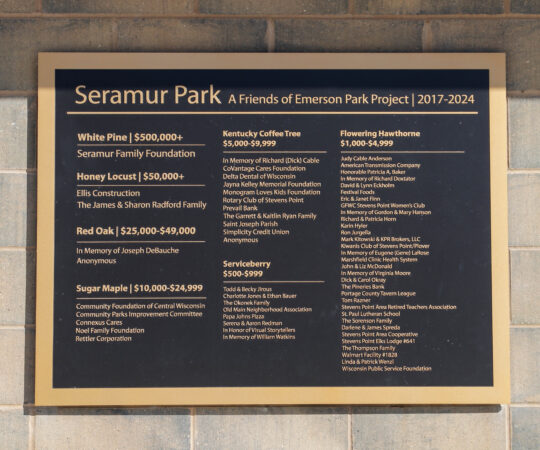 Seramur Park A Friends of Emerson Park Project | 2017-2024
White Pine | $500,000+
Seramur Family Foundation
Honey Locust | $50,000+
Ellis Construction
The James & Sharon Radford Family
Red Oak | $25,000-$49,000
In Memory of Joseph DeBauche
Anonymous
Sugar Maple | $10,000-$24,999
Community Foundation of Central Wisconsin
Community Parks Improvement Committee
Connexus Cares
Noel Family Foundation
Rettler Corporation
Kentucky Coffee Tree
$5,000-$9,999
In Memory of Richard (Dick) Cable
CoVantage Cares Foundation
Delta Dental of Wisconsin
Jayna Kelley Memorial Foundation
Monogram Loves Kids Foundation
Rotary Club of Stevens Point
Prevail Bank
The Garrett & Kaitlin Ryan Family
Saint Joseph Parish
Simplicity Credit Union
Anonymous
Serviceberry
$500-$999
Todd & Becky Jirous
Charlotte Jones & Ethan Bauer
The Okonek Family
Old Main Neighborhood Association
Papa Johns Pizza
Serena & Aaron Redman
In Honor of Visual Storytellers
In Memory of William Watkins
Flowering Hawthorne
$1,000-$4,999
Judy Cable Anderson
American Transmission Company
Honorable Patricia A. Baker
In Memory of Richard Doxtator
David & Lynn Eckholm
Festival Foods
Eric & Janet Finn
GFWC Stevens Point Women's Club
In Memory of Gordon & Mary Hanson
Richard & Patricia Horn
Karin Hyler
Ron Jurgella
Mark Kitowski & KPR Brokers, LLC
Kiwanis Club of Stevens Point/Plover
In Memory of Eugene (Gene) LaRose
Marshfield Clinic Health System
John & Liz McDonald
In Memory of Virginia Moore
Dick & Carol Okray
The Pineries Bank
Portage County Tavern League
Tom Razner
Stevens Point Area Retired Teachers Association
St. Paul Lutheran School
The Sorenson Family
Darlene & James Spreda
Stevens Point Area Cooperative
Stevens Point Elks Lodge #641
The Thompson Family
Walmart Facility #1828
Linda & Patrick Wenzl
Wisconsin Public Service Foundation